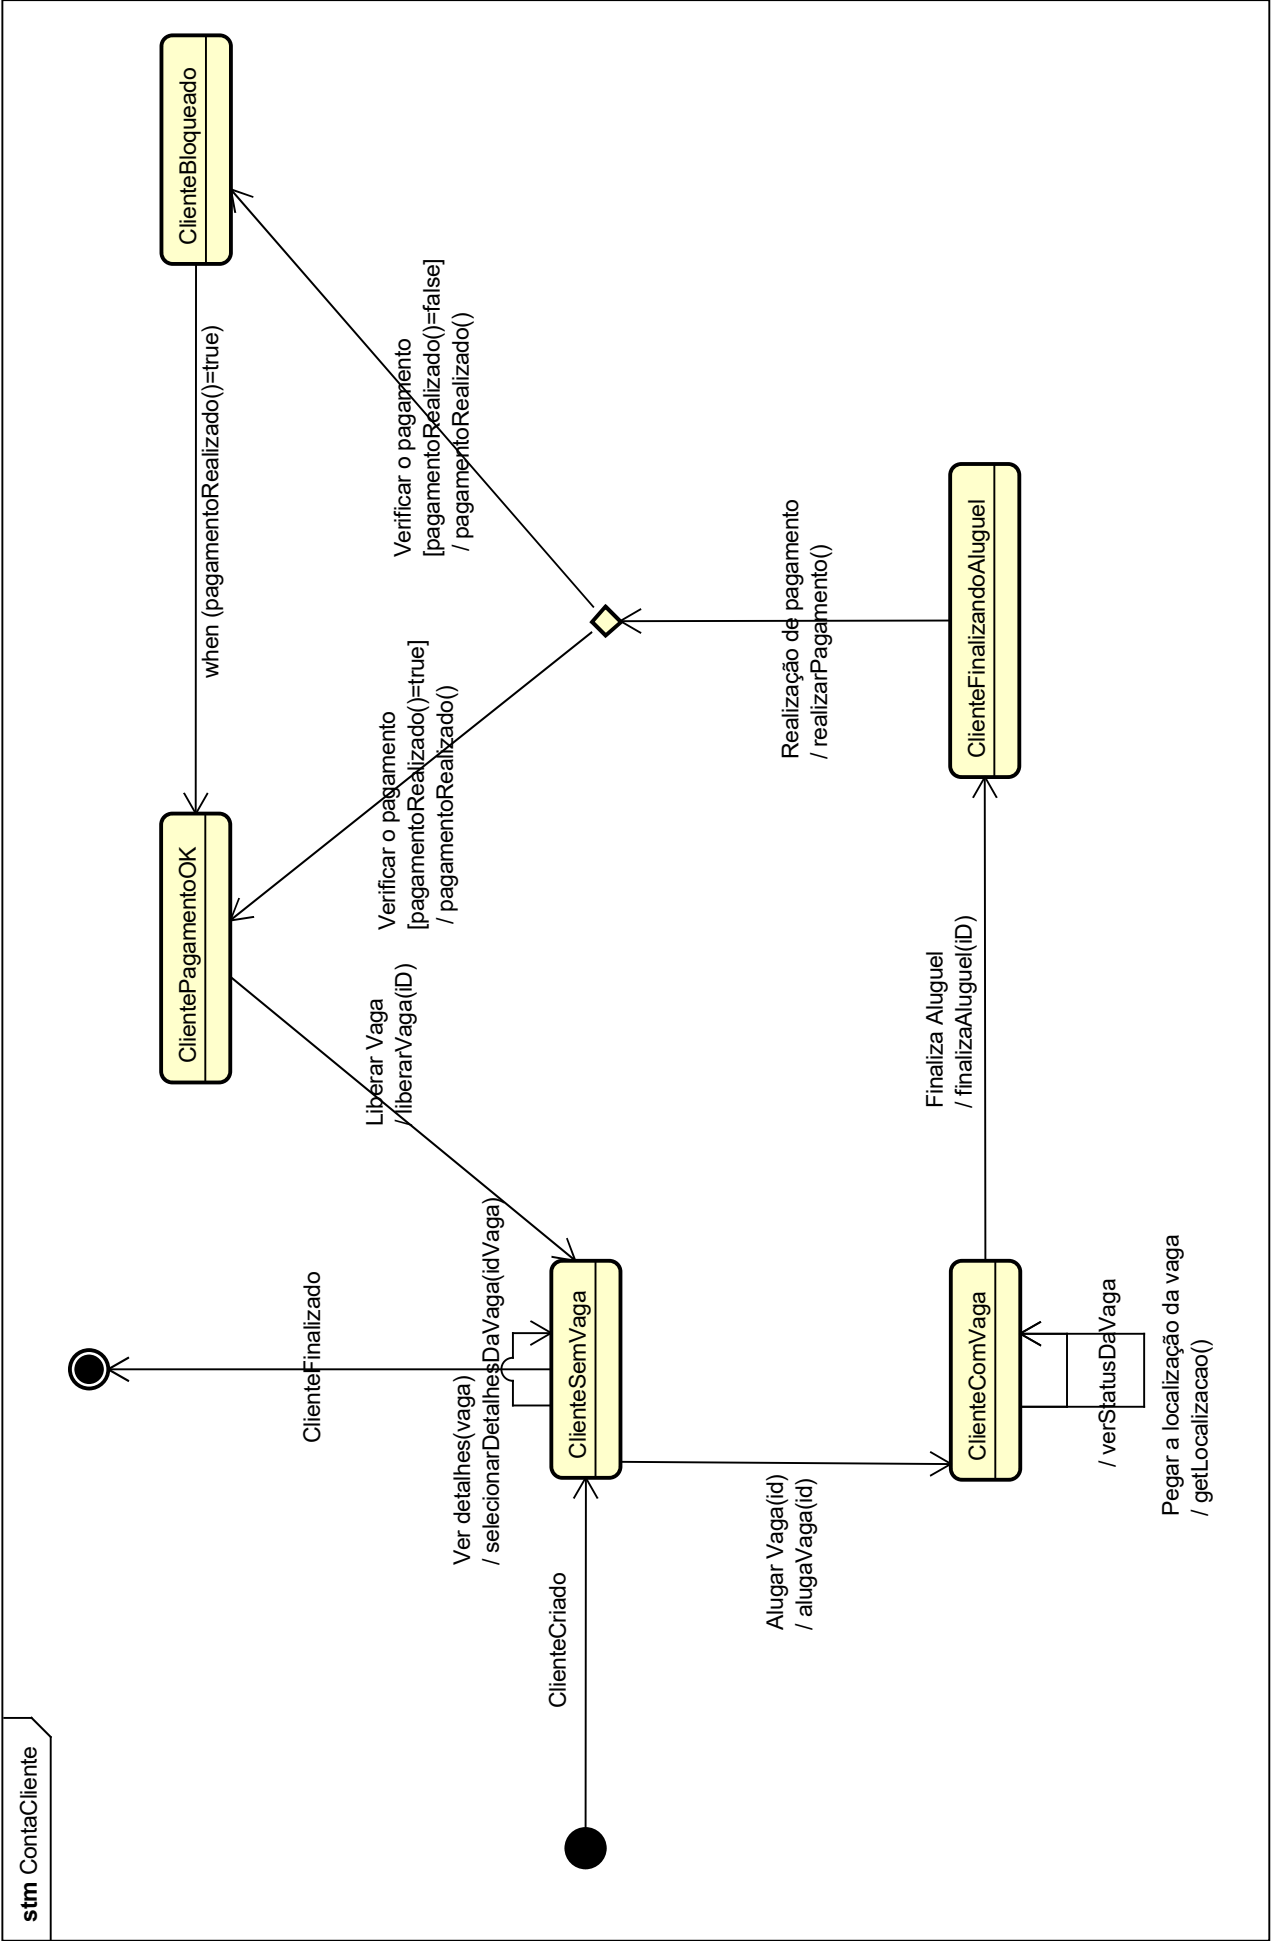 stm ContaCliente
ClienteFinalizado
ClientePagamentoOK
when (pagamentoRealizado()=true)
ClienteBloqueado
Liberar Vaga
/ liberarVaga(iD)
Verificar o pagamento
[pagamentoRealizado()=true]
/ pagamentoRealizado()
Verificar o pagamento
[pagamentoRealizado()=false]
/ pagamentoRealizado()
Ver detalhes(vaga)
/ selecionarDetalhesDaVaga(idVaga)
ClienteCriado
ClienteSemVaga
Alugar Vaga(id)
/ alugaVaga(id)
Realização de pagamento
/ realizarPagamento()
Finaliza Aluguel
/ finalizaAluguel(iD)
ClienteComVaga
ClienteFinalizandoAluguel
/ verStatusDaVaga
Pegar a localização da vaga
/ getLocalizacao()